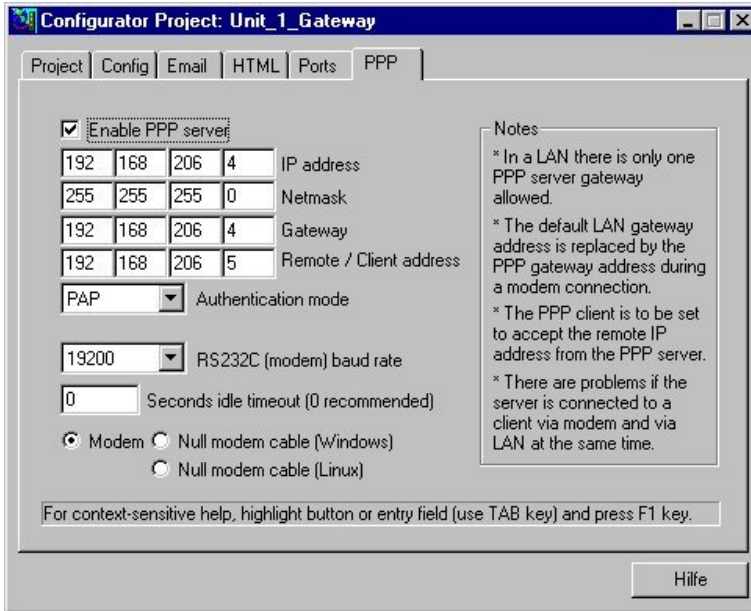 Configurator Project: Unit_1_Gateway
Project Config Email HTML Ports PPP
Enable PPP server
192 168 206 4 IP address
255 255 255 0 Netmask
192 168 206 4 Gateway
192 168 206 5 Remote / Client address
PAP Authentication mode
19200 RS232C (modem) baud rate
0 Seconds idle timeout (0 recommended)
Modem Null modem cable (Windows)
Null modem cable (Linux)
Notes
* In a LAN there is only one
PPP server gateway
allowed.
* The default LAN gateway
address is replaced by the
PPP gateway address during
a modem connection.
* The PPP client is to be set
to accept the remote IP
address from the PPP server.
* There are problems if the
server is connected to a
client via modem and via
LAN at the same time.
For context-sensitive help, highlight button or entry field (use TAB key) and press F1 key.
Hilfe